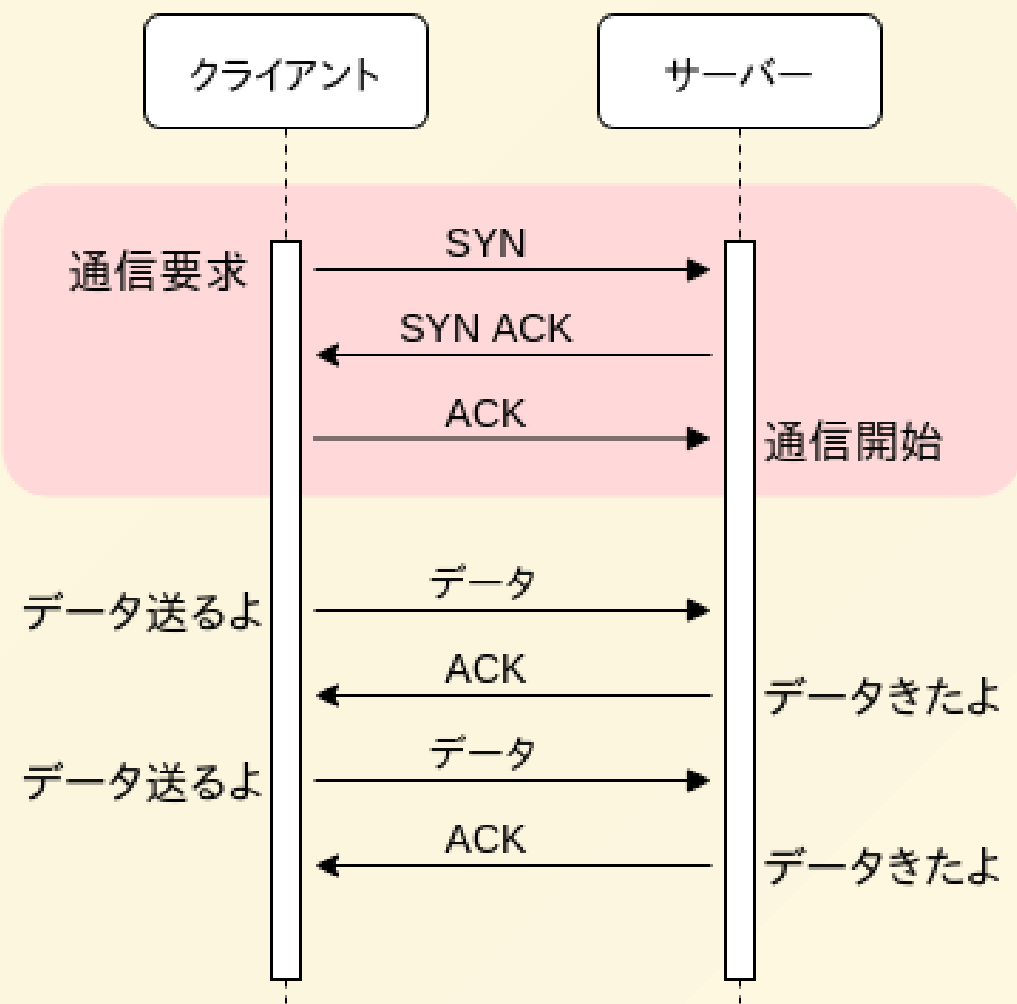 クライアント
サーバー
通信要求
SYN
SYN ACK
ACK
通信開始
データ
データ送るよ
ACK
データきたよ
データ
データ送るよ
ACK
データきたよ